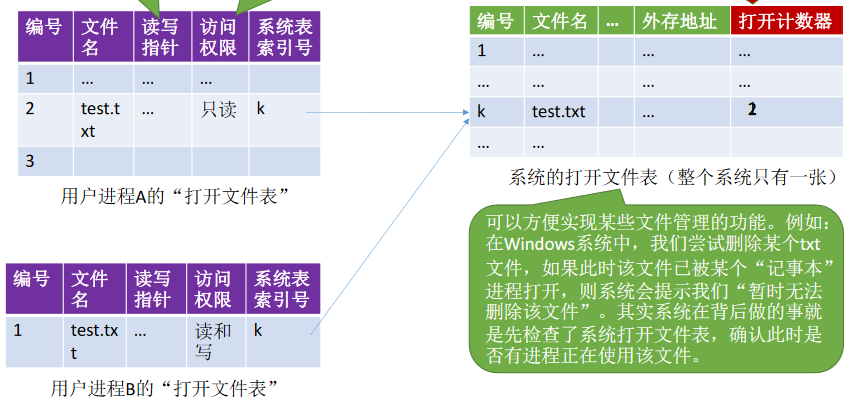 编号 文件名 读写指针 访问权限 系统表索引号
1 … … …
2 test.txt … 只读 k
3
用户进程A的“打开文件表”
编号 文件名 … 外存地址 打开计数器
1 … … …
… … … …
k test.txt …
… …
系统的打开文件表（整个系统只有一张）
可以方便实现某些文件管理的功能。例如：
在Windows系统中，我们尝试删除某个txt
文件，如果此时该文件已被某个“记事本”
进程打开，则系统会提示我们“暂时无法
删除该文件”。其实系统在背后做的事就
是先检查了系统打开文件表，确认此时是
否有进程正在使用该文件。
编号 文件名 读写指针 访问权限 系统表索引号
1 test.txt … 读和写 k
用户进程B的“打开文件表”